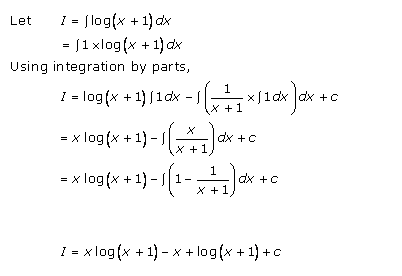 Let I = ∫log(x + 1)dx
= ∫1×log(x + 1)dx
Using integration by parts,
I = log(x + 1)∫1dx − ∫(1/(x + 1) × ∫1dx)dx + c
= x log(x + 1) − ∫(x/(x + 1))dx + c
= x log(x + 1) − ∫(1 − 1/(x + 1))dx + c
I = x log(x + 1) − x + log(x + 1) + c